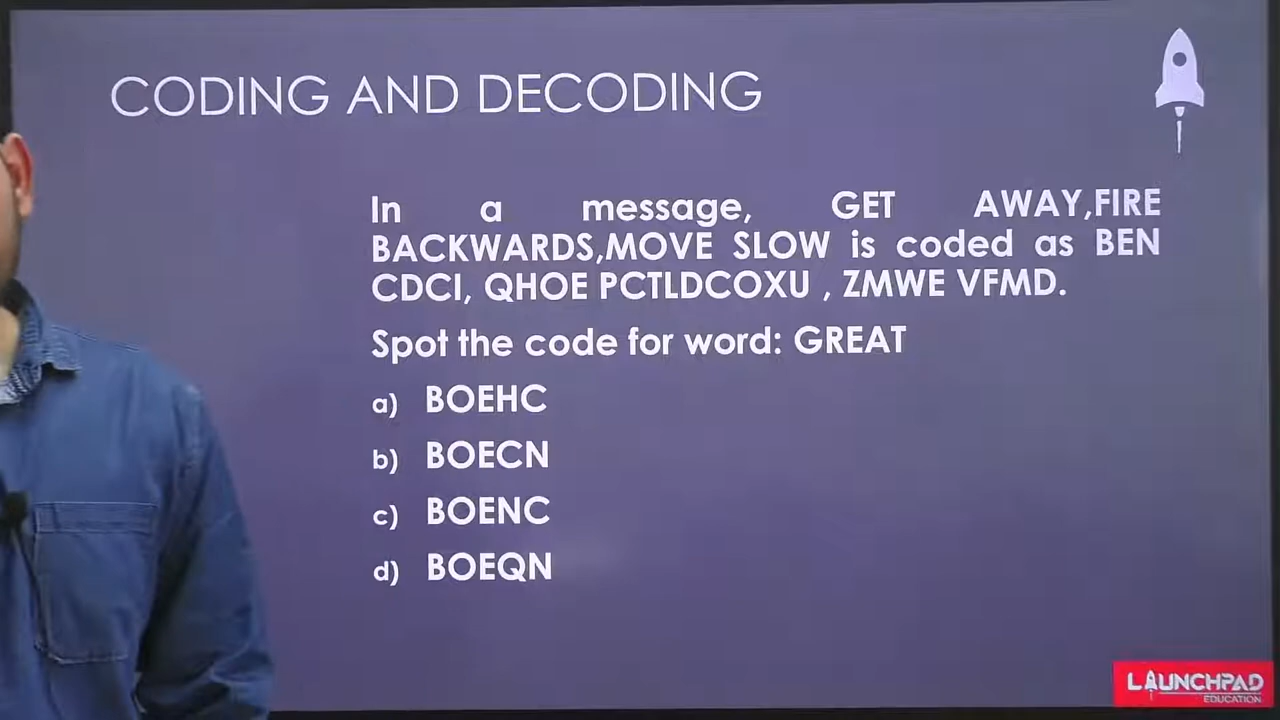 CODING AND DECODING
In a message, GET AWAY,FIRE
BACKWARDS,MOVE SLOW is coded as BEN
CDCI, QHOE PCTLDCOXU , ZMWE VFMD.
Spot the code for word: GREAT
a) BOEHC
b) BOECN
c) BOENC
d) BOEQN
LAUNCHPAD
EDUCATION